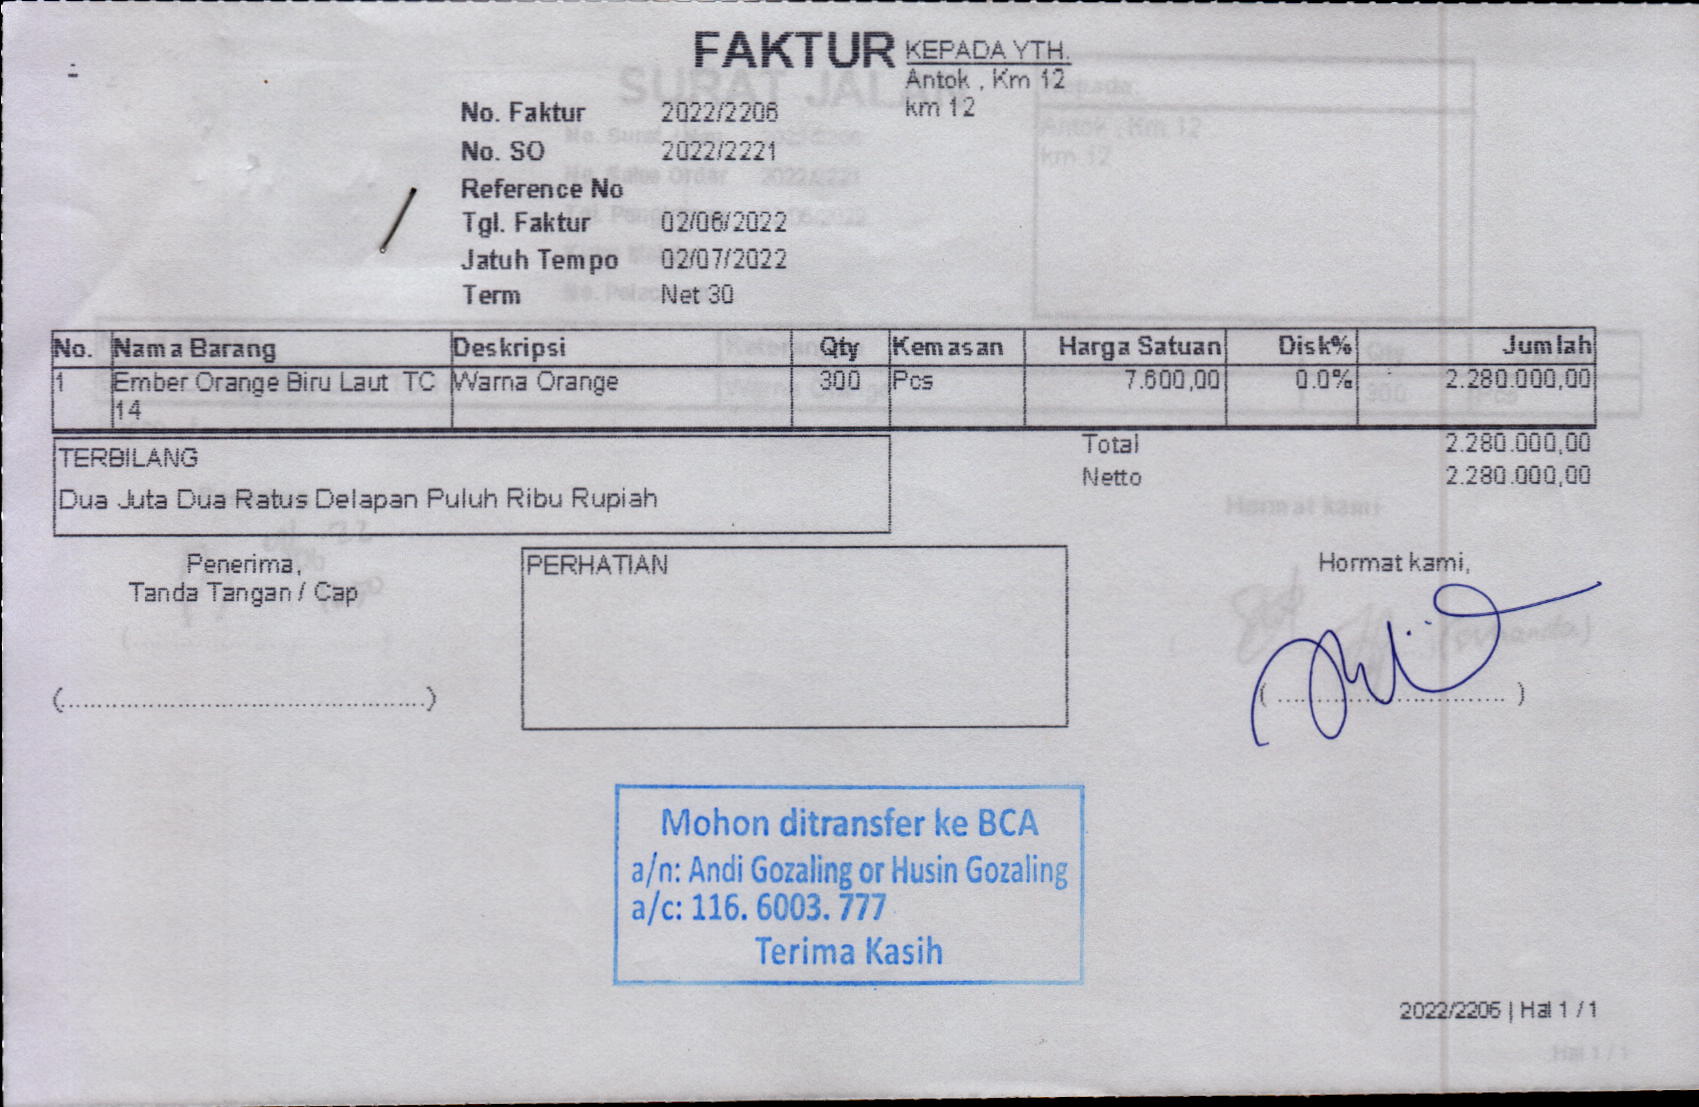 FAKTUR
KEPADA YTH.
Antok , Km 12
km 12
No. Faktur 2022/2206
No. SO 2022/2221
Reference No
Tgl. Faktur 02/06/2022
Jatuh Tempo 02/07/2022
Term Net 30
No. Nama Barang Deskripsi Qty Kemasan Harga Satuan Disk% Jumlah
1 Ember Orange Biru Laut TC Warna Orange 300 Pcs 7.600,00 0.0% 2.280.000,00
14
Total 2.280.000,00
Netto 2.280.000,00
TERBILANG
Dua Juta Dua Ratus Delapan Puluh Ribu Rupiah
Penerima,
Tanda Tangan / Cap
(................................................)
PERHATIAN
Hormat kami,
( ................................ )
Mohon ditransfer ke BCA
a/n: Andi Gozaling or Husin Gozaling
a/c: 116. 6003. 777
Terima Kasih
2022/2206 | Hal 1 / 1